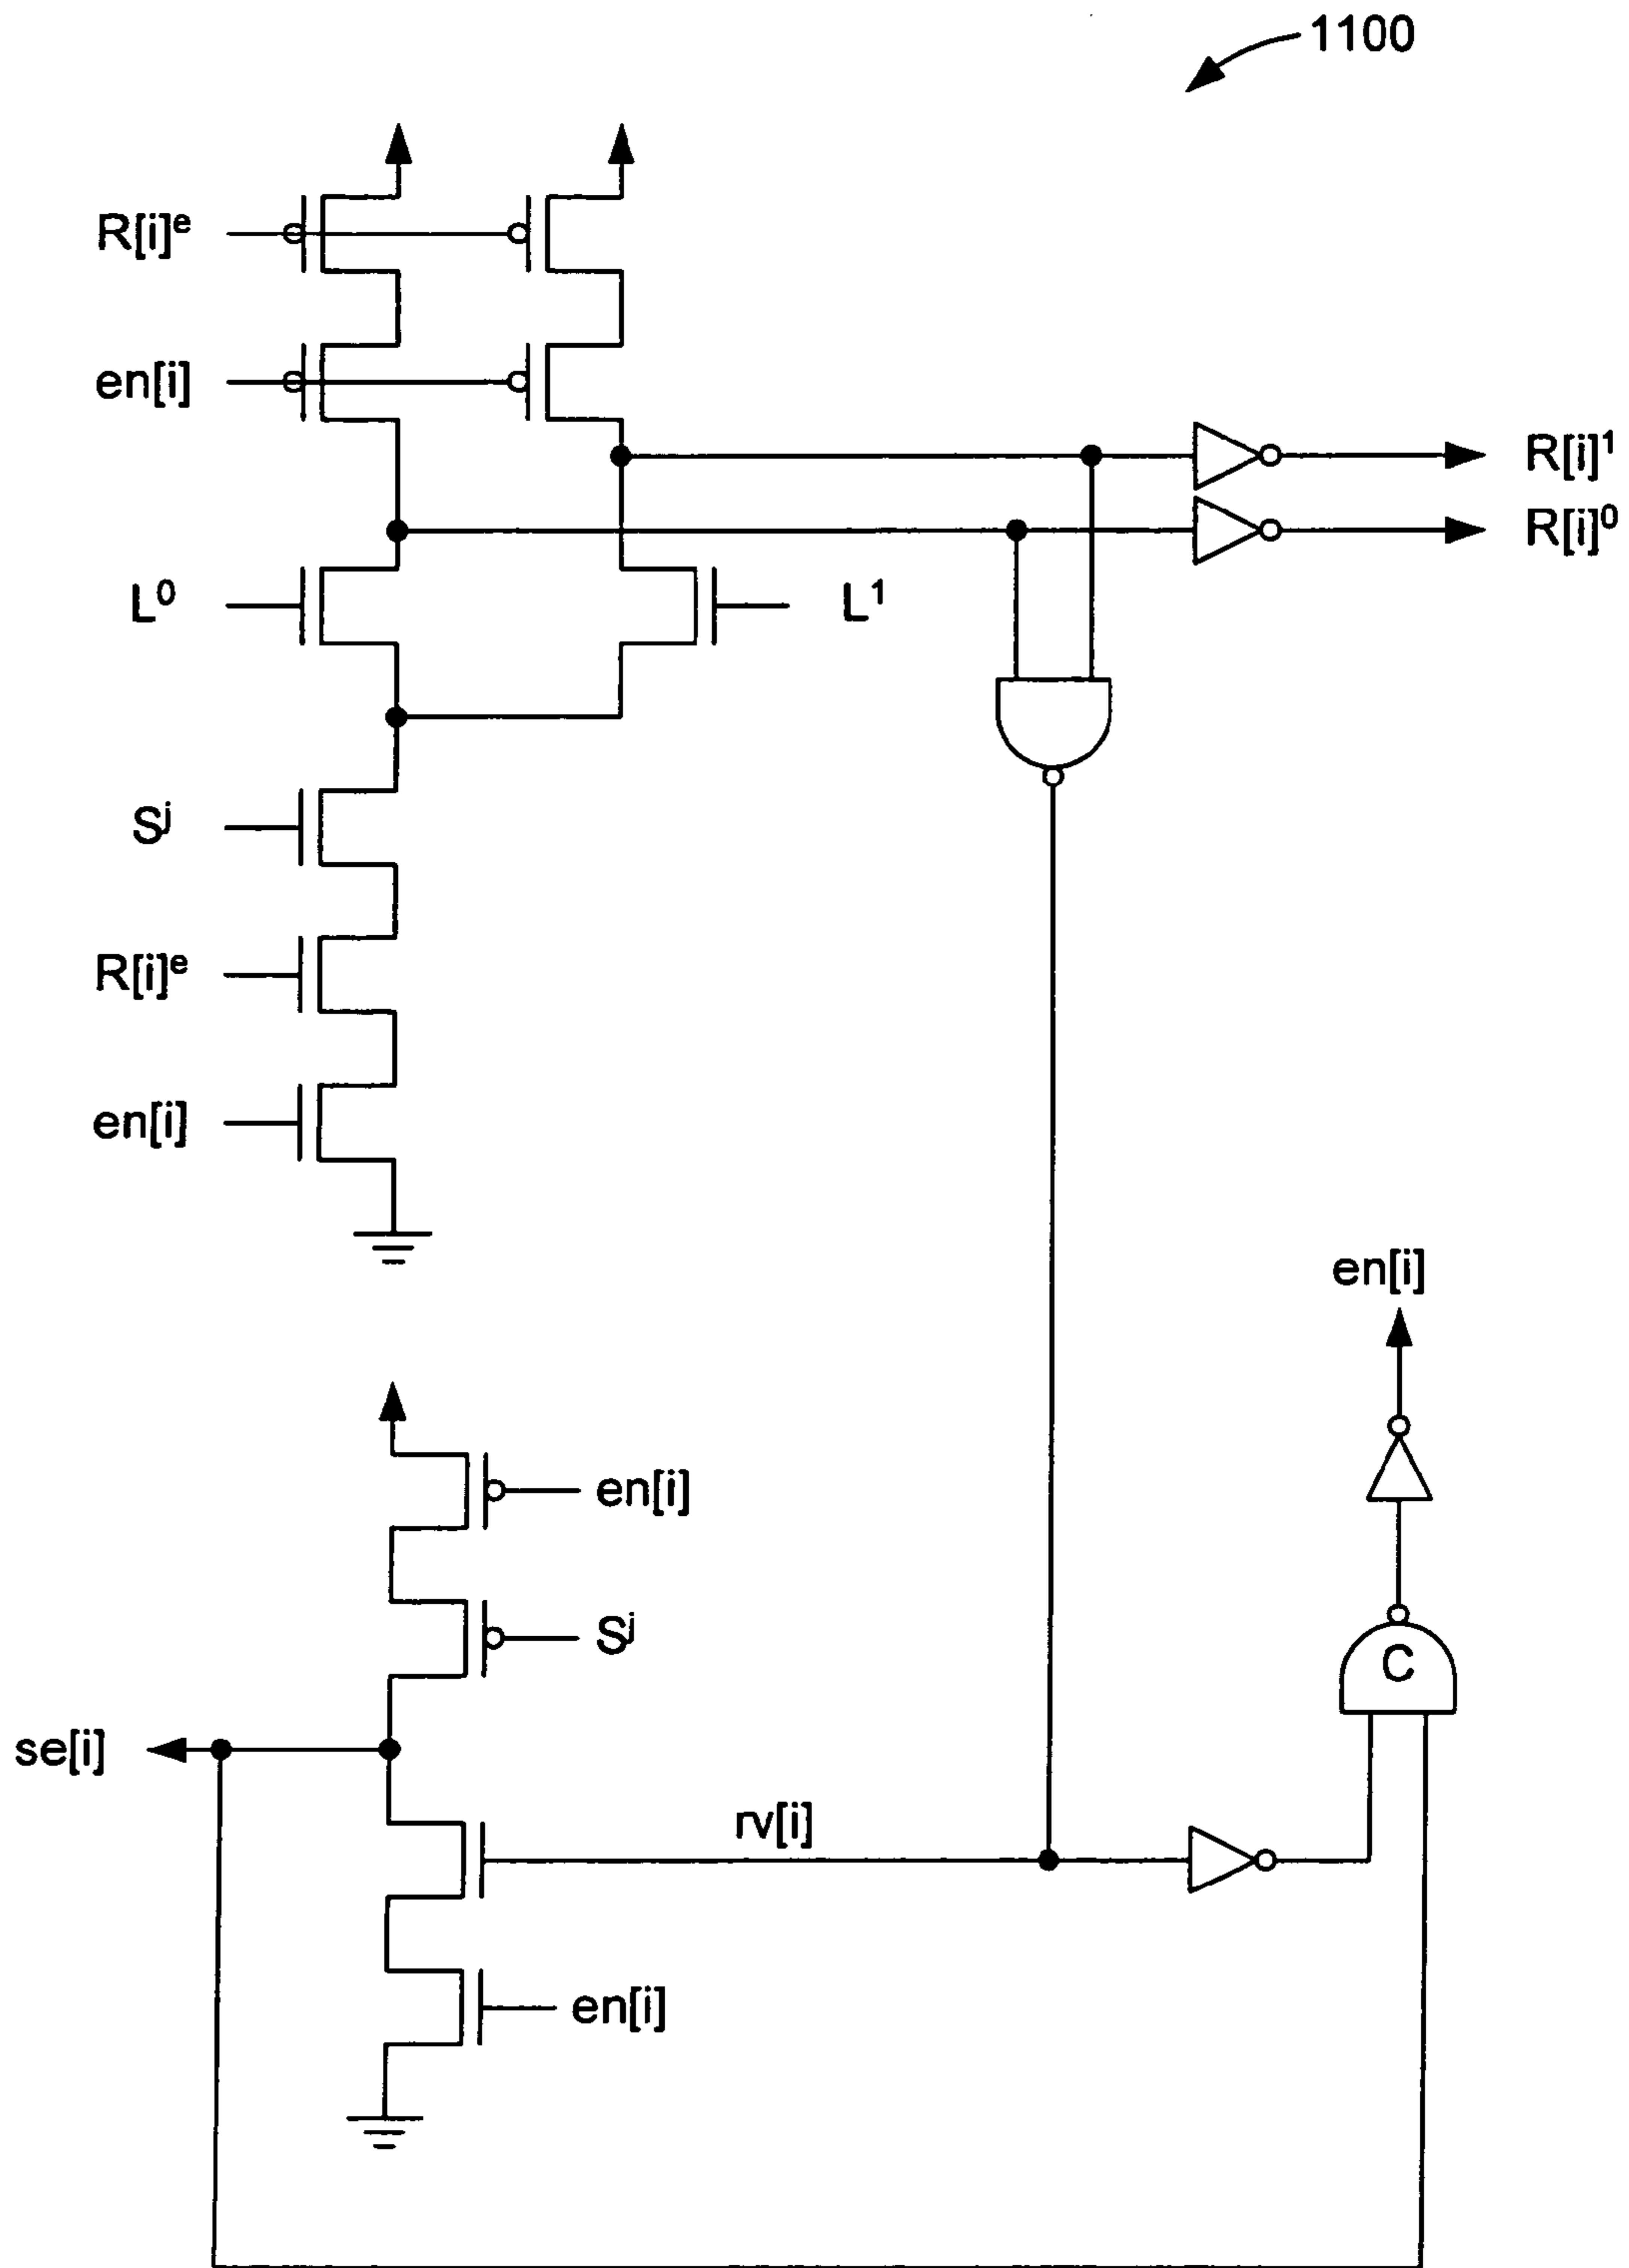 1100
R[i]ᵉ
en[i]
R[i]¹
R[i]⁰
L⁰
L¹
Sʲ
R[i]ᵉ
en[i]
en[i]
en[i]
Sʲ
C
se[i]
rv[i]
en[i]